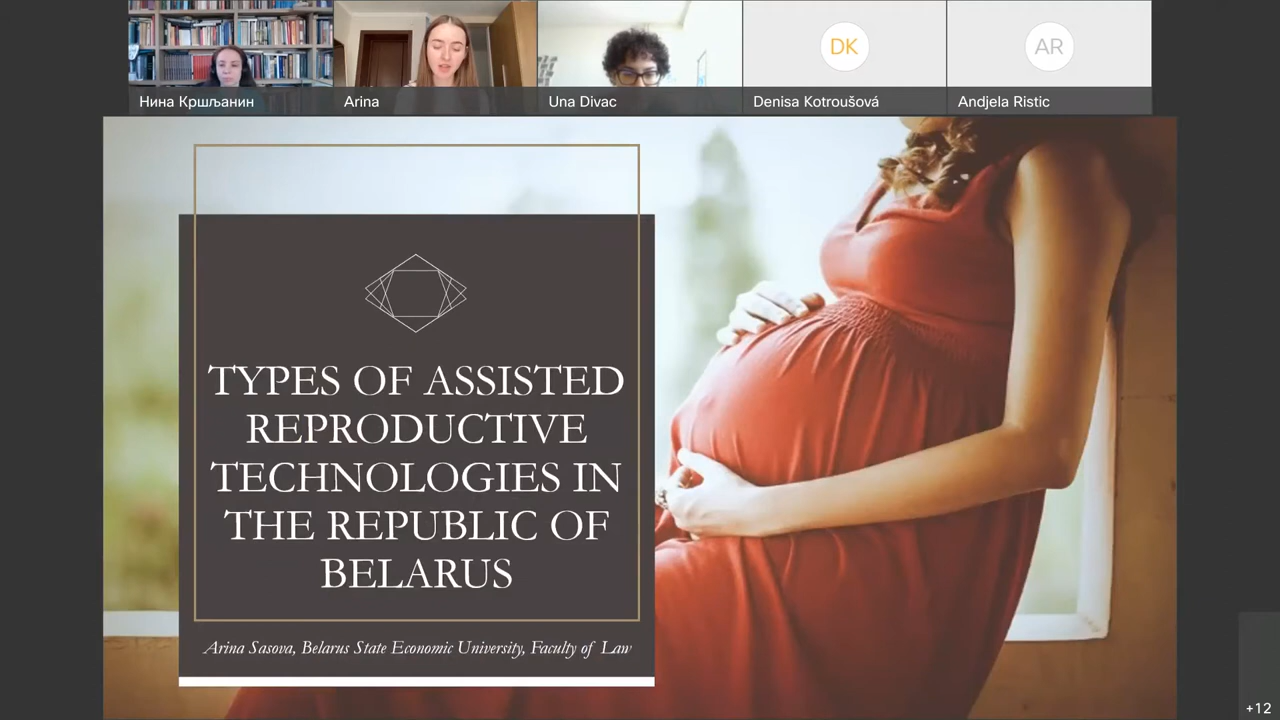 DK
AR
Нина Кршљанин
Arina
Una Divac
Denisa Kotroušová
Andjela Ristic
TYPES OF ASSISTED
REPRODUCTIVE
TECHNOLOGIES IN
THE REPUBLIC OF
BELARUS
Arina Sasova, Belarus State Economic University, Faculty of Law
+12